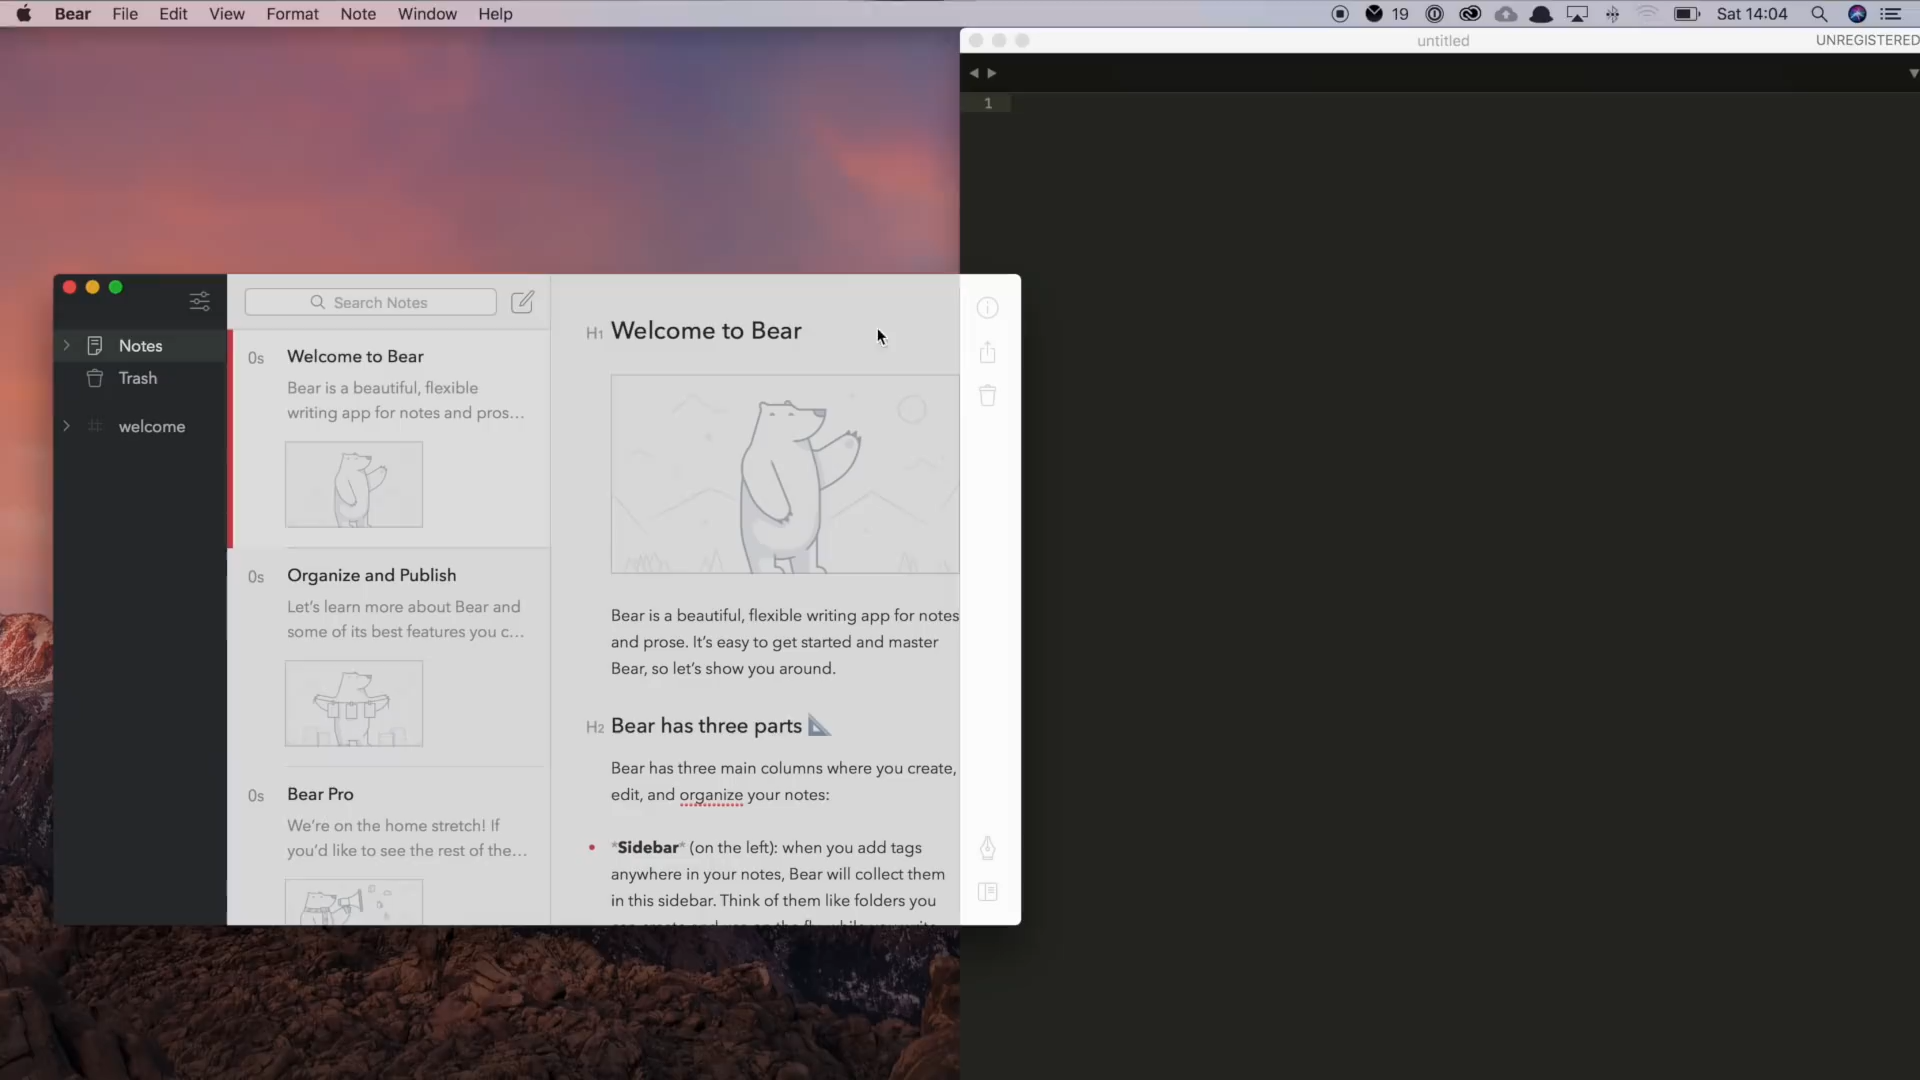 Bear File Edit View Format Note Window Help
19 Sat 14:04
untitled
UNREGISTERED
1
Search Notes
Notes
Trash
welcome
0s Welcome to Bear
Bear is a beautiful, flexible
writing app for notes and pros...
0s Organize and Publish
Let's learn more about Bear and
some of its best features you c...
0s Bear Pro
We're on the home stretch! If
you'd like to see the rest of the...
H1 Welcome to Bear
Bear is a beautiful, flexible writing app for notes
and prose. It's easy to get started and master
Bear, so let's show you around.
H2 Bear has three parts
Bear has three main columns where you create,
edit, and organize your notes:
• *Sidebar* (on the left): when you add tags
anywhere in your notes, Bear will collect them
in this sidebar. Think of them like folders you